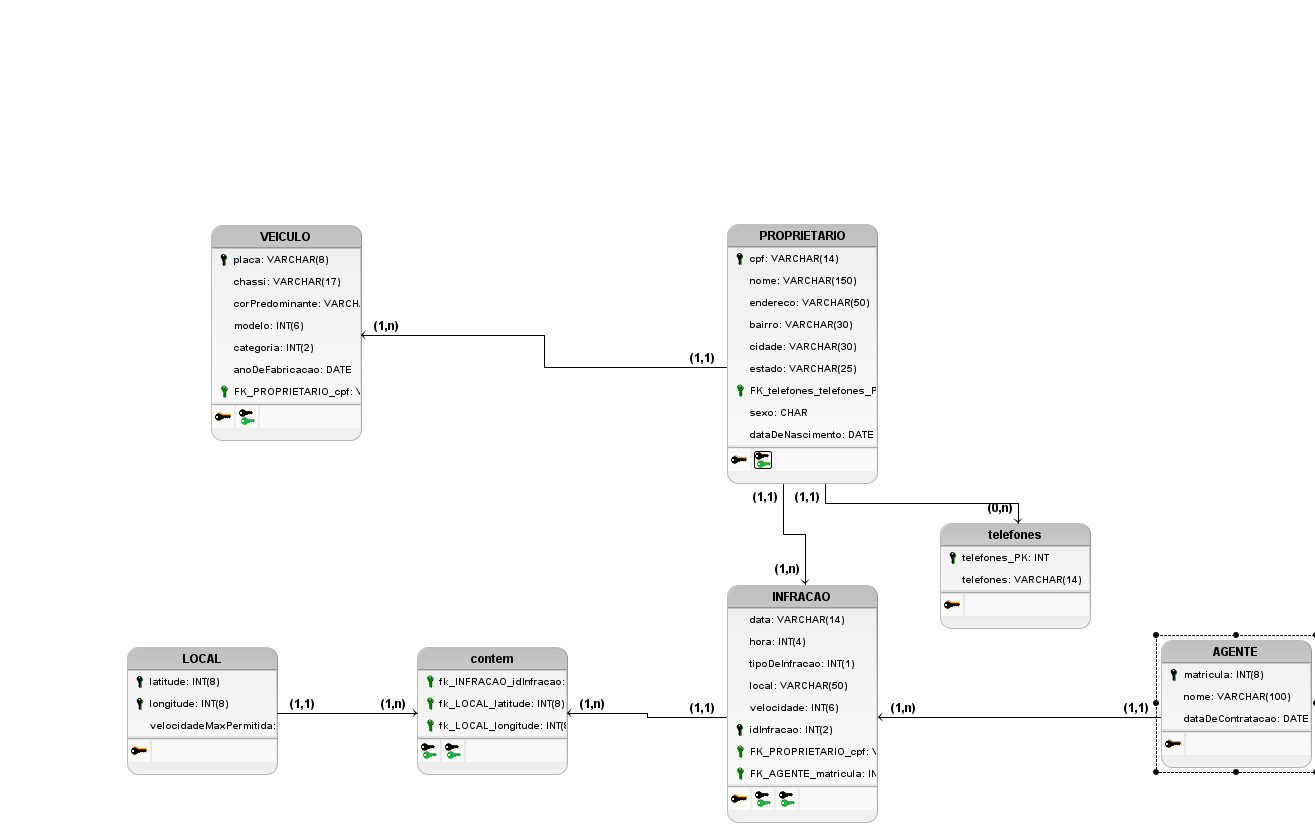 VEICULO
placa: VARCHAR(8)
chassi: VARCHAR(17)
corPredominante: VARCH
modelo: INT(6)
categoria: INT(2)
anoDeFabricacao: DATE
FK_PROPRIETARIO_cpf:
(1,n)
(1,1)
PROPRIETARIO
cpf: VARCHAR(14)
nome: VARCHAR(150)
endereco: VARCHAR(50)
bairro: VARCHAR(30)
cidade: VARCHAR(30)
estado: VARCHAR(25)
FK_telefones_telefones_P
sexo: CHAR
dataDeNascimento: DATE
(1,1)
(1,1)
(0,n)
telefones
telefones_PK: INT
telefones: VARCHAR(14)
(1,n)
LOCAL
latitude: INT(8)
longitude: INT(8)
velocidadeMaxPermitida:
(1,1)
(1,n)
contem
fk_INFRACAO_idInfracao:
fk_LOCAL_latitude: INT(8)
fk_LOCAL_longitude: INT(8
(1,n)
(1,1)
INFRACAO
data: VARCHAR(14)
hora: INT(4)
tipoDeInfracao: INT(1)
local: VARCHAR(50)
velocidade: INT(6)
idInfracao: INT(2)
FK_PROPRIETARIO_cpf:
FK_AGENTE_matricula: IN
(1,n)
(1,1)
AGENTE
matricula: INT(8)
nome: VARCHAR(100)
dataDeContratacao: DATE